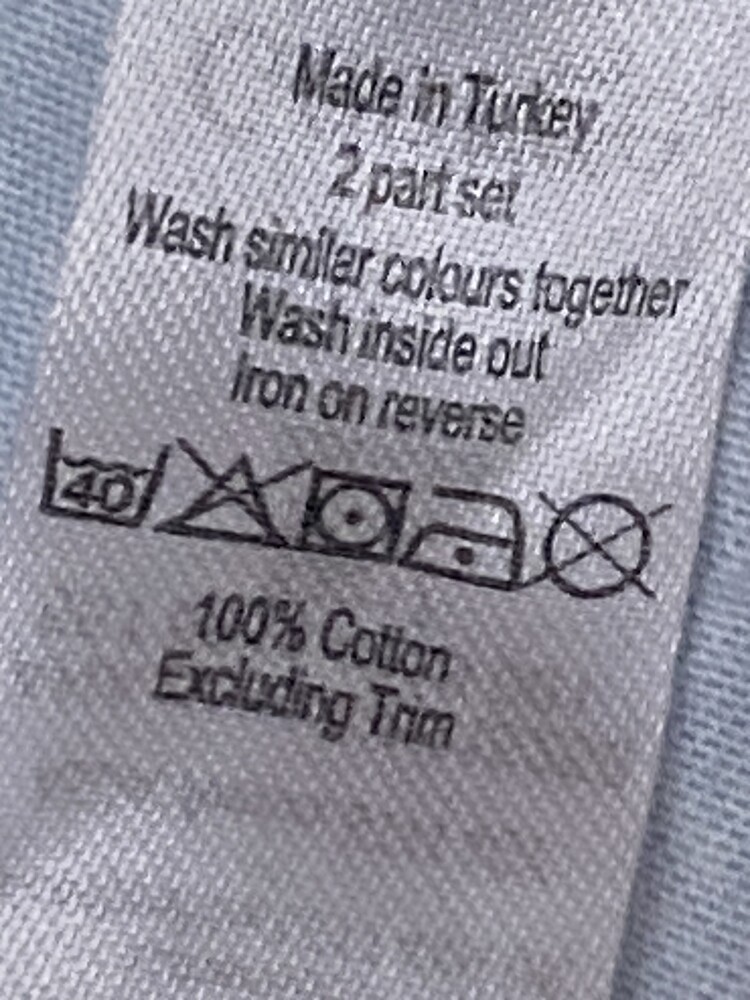 Made in Turkey
2 part set
Wash similar colours together
Wash inside out
Iron on reverse
40
100% Cotton
Excluding Trim